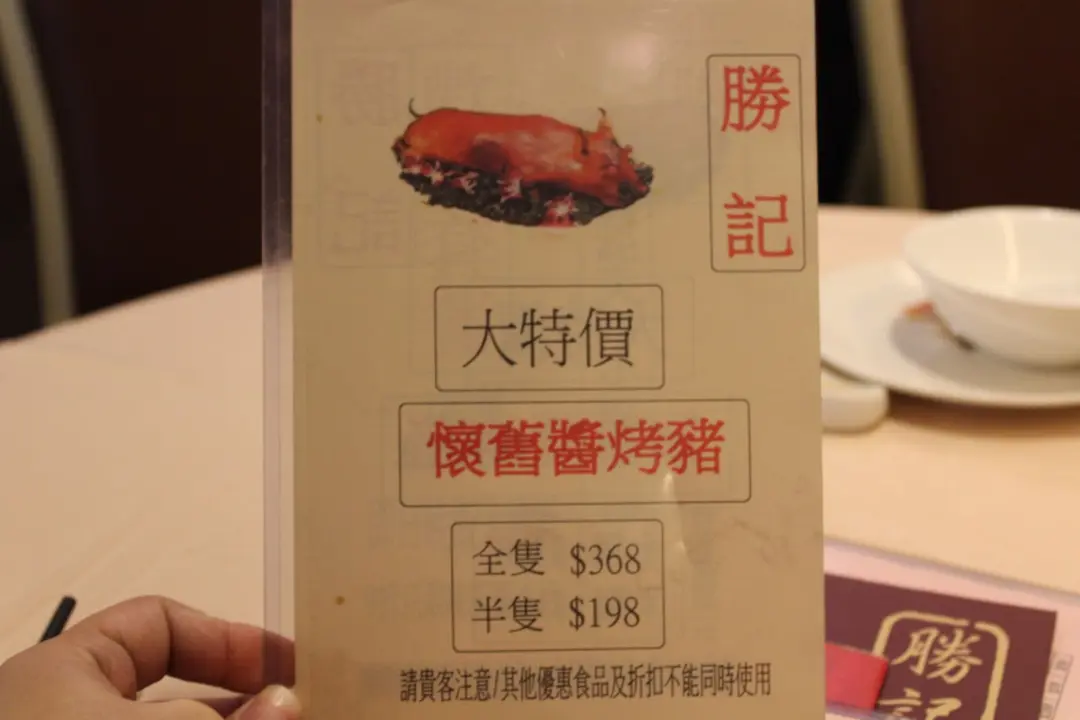 勝
記
大特價
懷舊醬烤豬
全隻 $368
半隻 $198
請貴客注意/其他優惠食品及折扣不能同時使用
勝
記